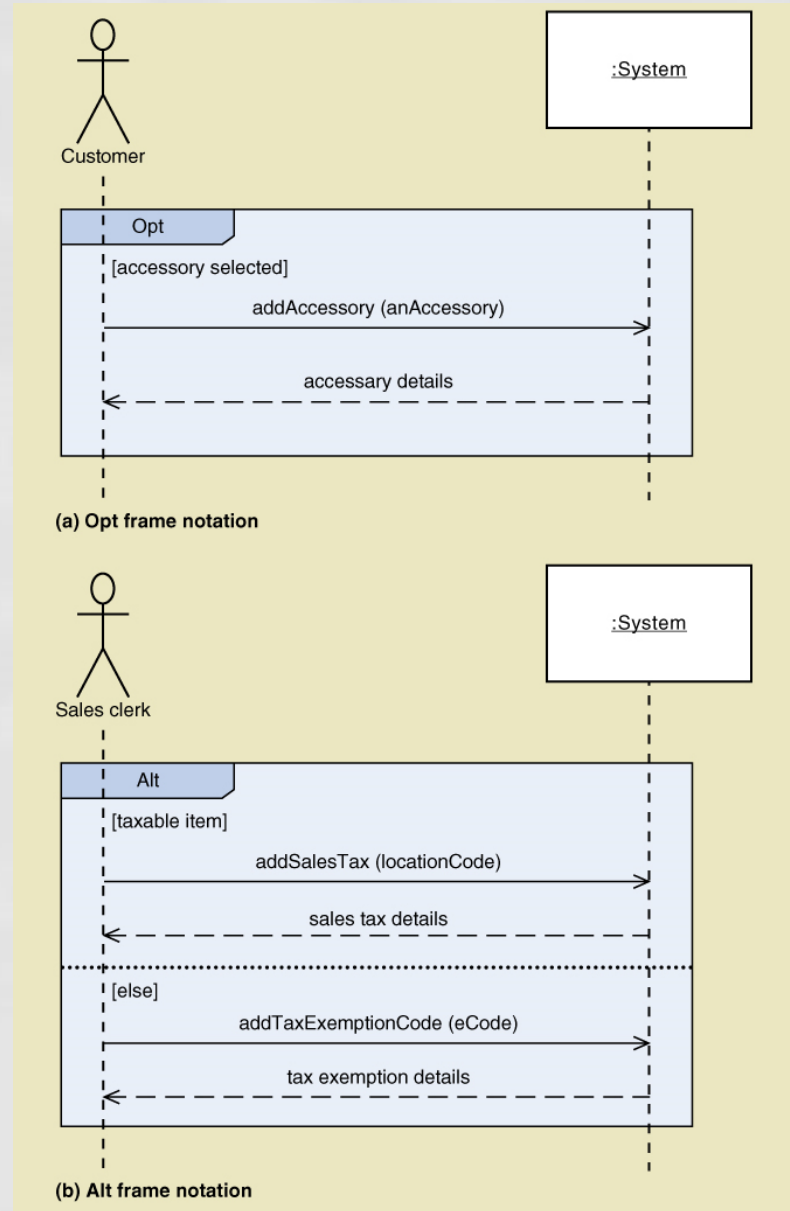 :System
Customer
Opt
[accessory selected]
addAccessory (anAccessory)
accessary details
(a) Opt frame notation
:System
Sales clerk
Alt
[taxable item]
addSalesTax (locationCode)
sales tax details
[else]
addTaxExemptionCode (eCode)
tax exemption details
(b) Alt frame notation